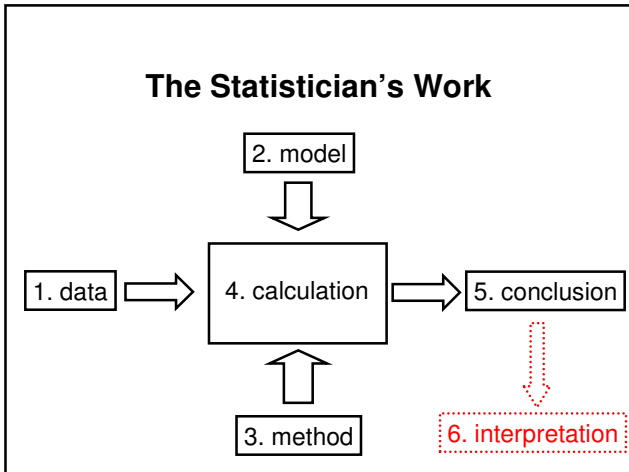 The Statistician’s Work
2. model
1. data
4. calculation
5. conclusion
3. method
6. interpretation